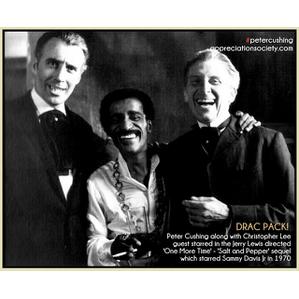 #petercushing
appreciationsociety.com
DRAC PACK!
Peter Cushing along with Christopher Lee
guest starred in the Jerry Lewis directed
'One More Time' - 'Salt and Pepper' sequel
which starred Sammy Davis Jr in 1970